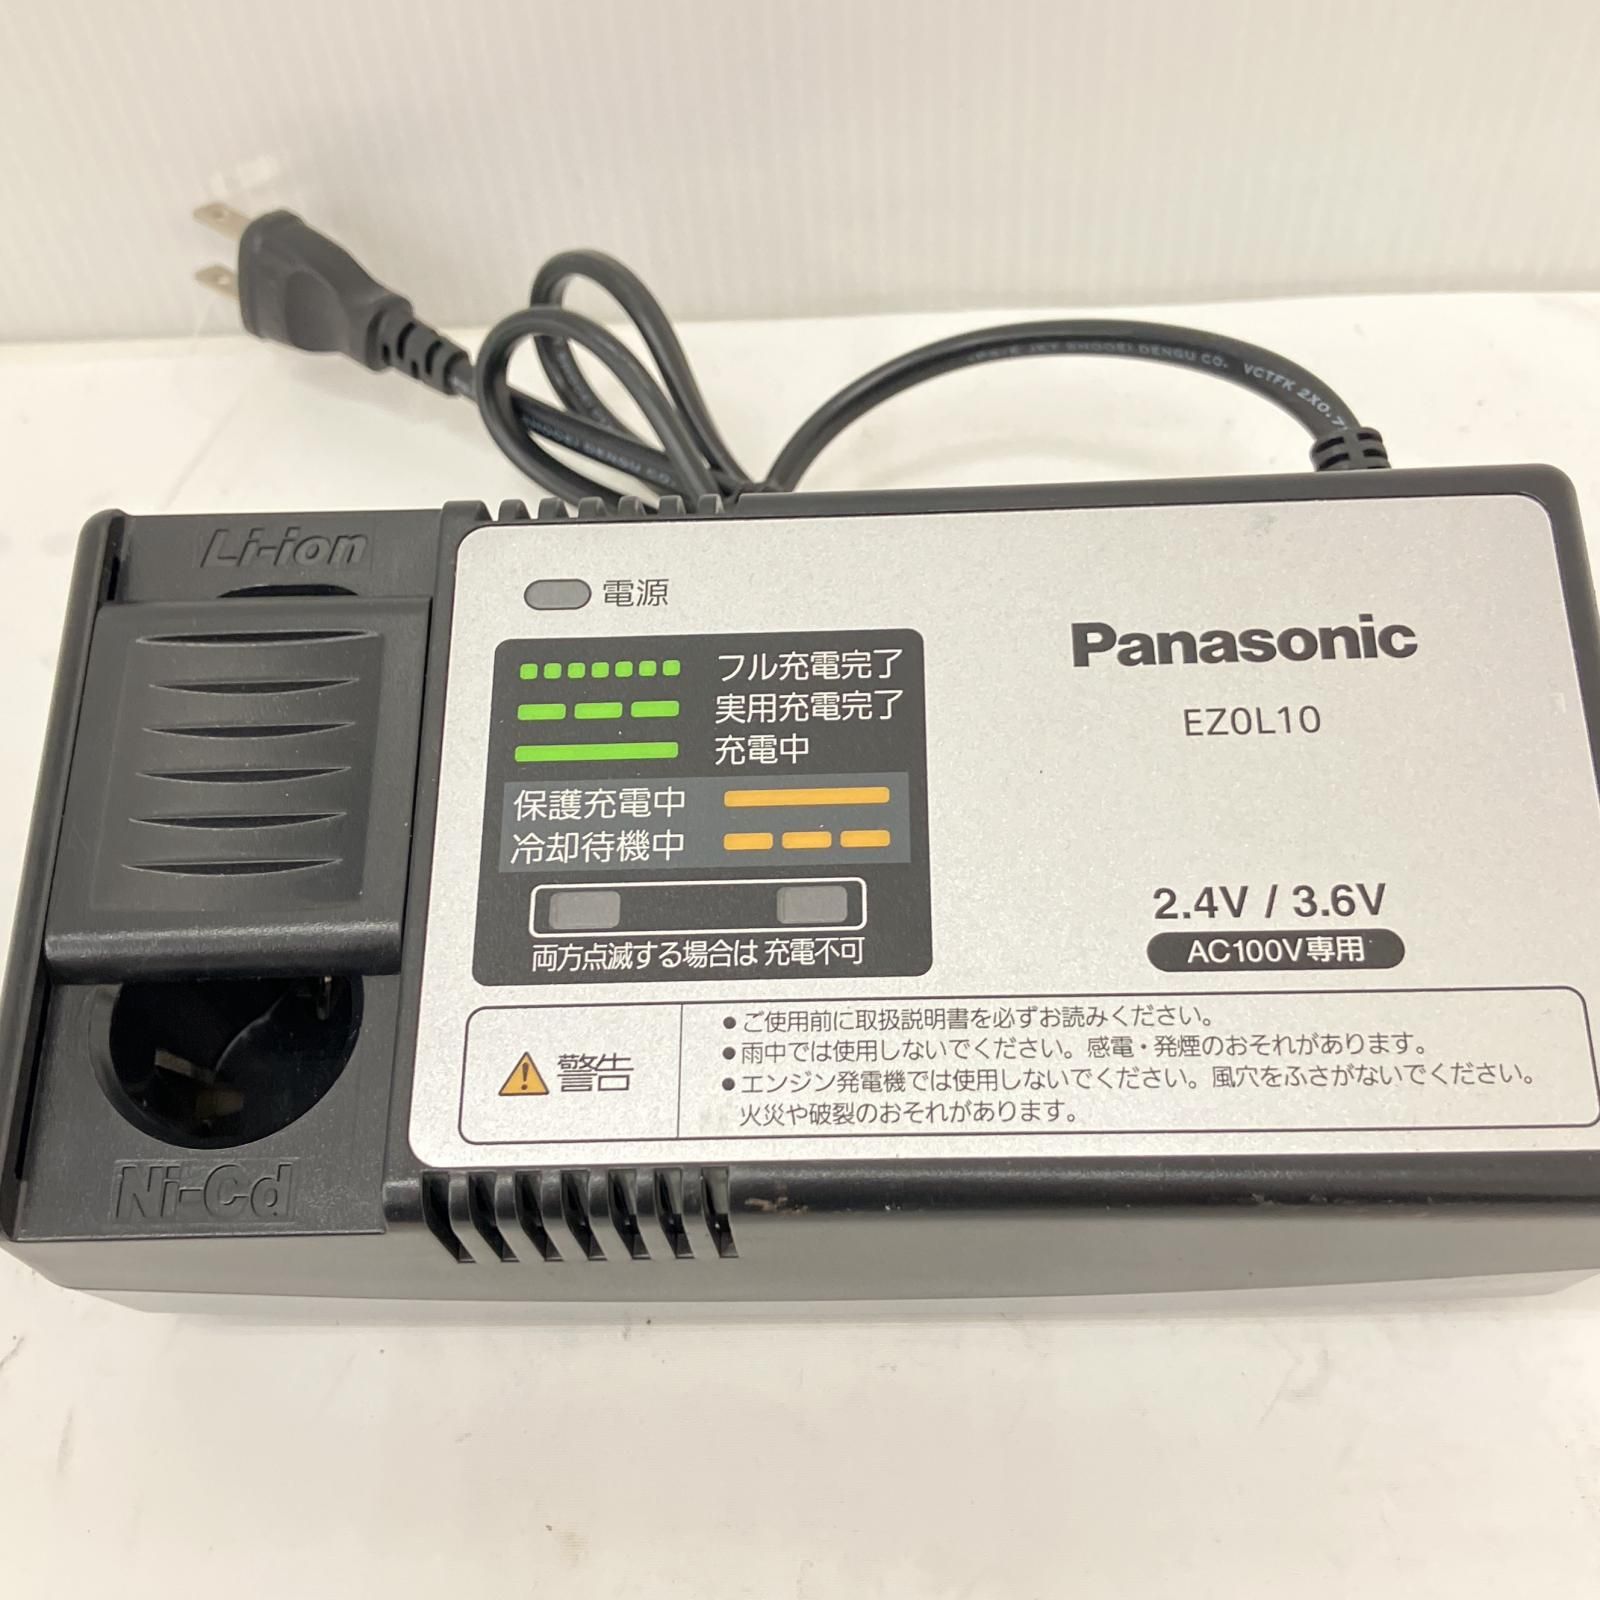 SHODEI DENGU CO. VCTFK 2X0.7
Li-ion
電源
フル充電完了
実用充電完了
充電中
保護充電中
冷却待機中
両方点滅する場合は 充電不可
Panasonic
EZ0L10
2.4V / 3.6V
AC100V専用
警告
●ご使用前に取扱説明書を必ずお読みください。
●雨中では使用しないでください。感電・発煙のおそれがあります。
●エンジン発電機では使用しないでください。風穴をふさがないでください。
火災や破裂のおそれがあります。
Ni-Cd